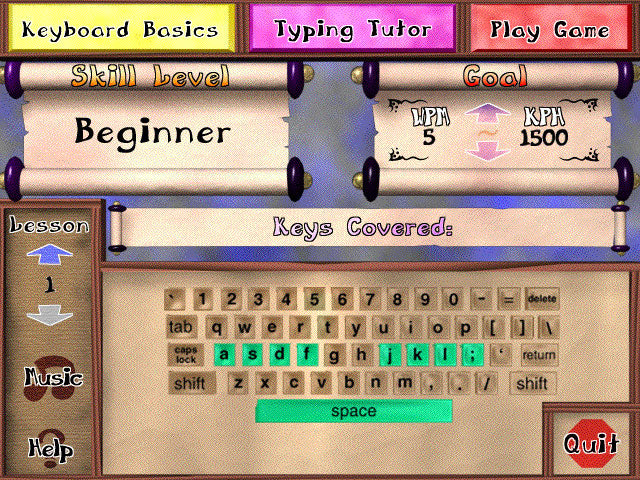 Keyboard Basics
Typing Tutor
Play Game
Skill Level
Goal
Beginner
WPM
5
~
KPH
1500
Lesson
1
Music
Help
Keys Covered:
` 1 2 3 4 5 6 7 8 9 0 - = delete
tab q w e r t y u i o p [ ] \
caps lock a s d f g h j k l ; ' return
shift z x c v b n m , . / shift
space
Quit